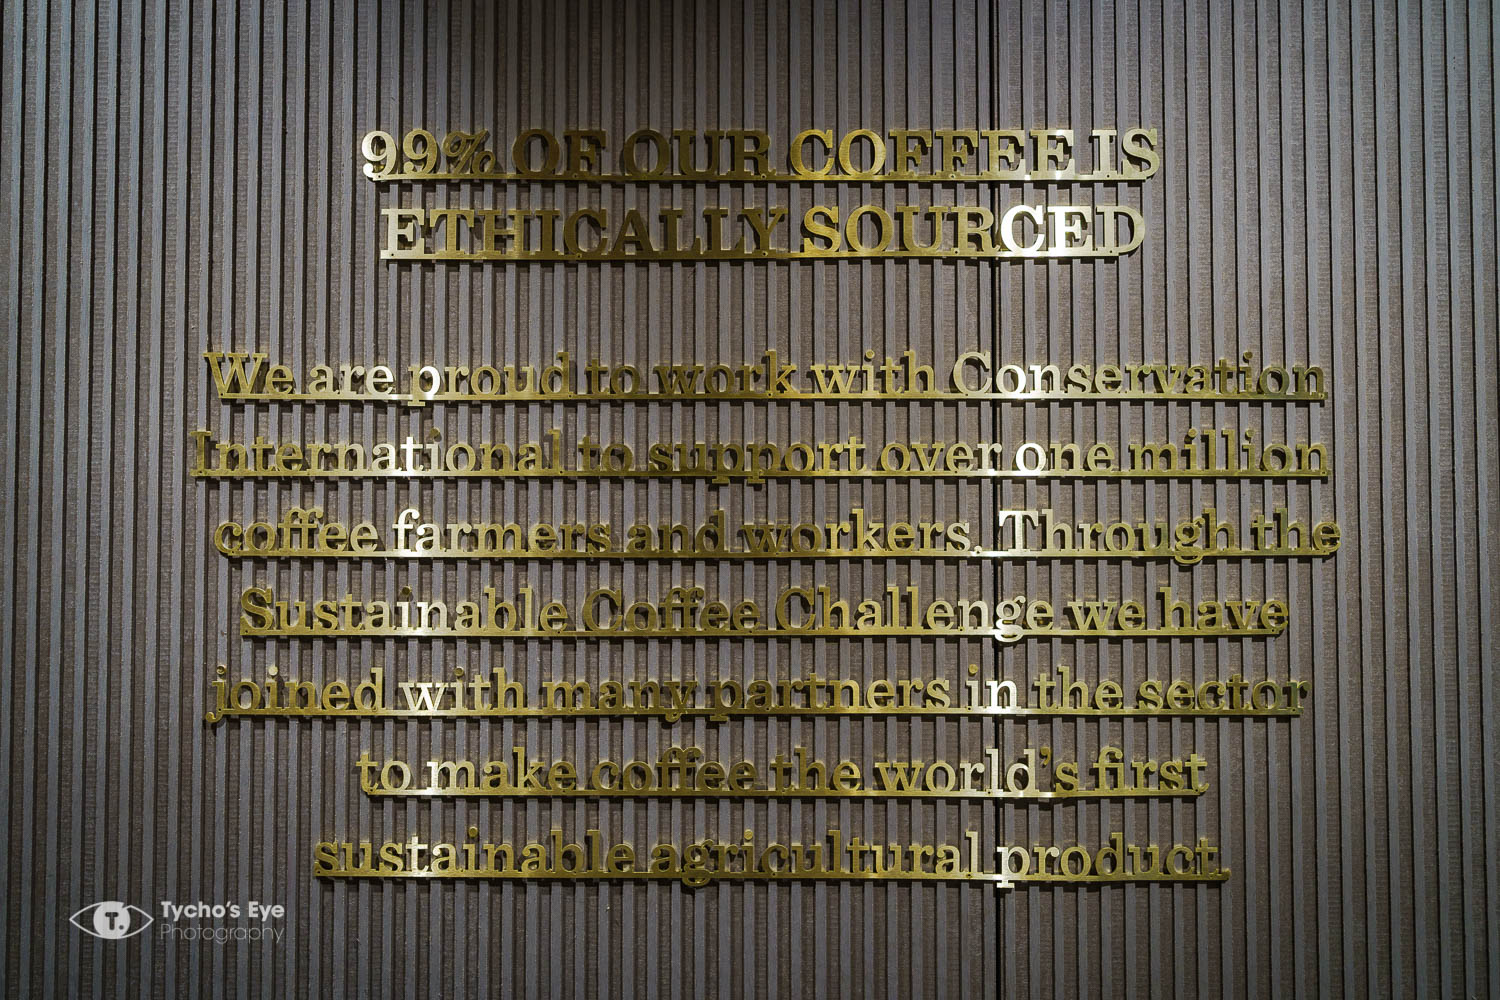 99% OF OUR COFFEE IS
ETHICALLY SOURCED
We are proud to work with Conservation
International to support over one million
coffee farmers and workers. Through the
Sustainable Coffee Challenge we have
joined with many partners in the sector
to make coffee the world's first
sustainable agricultural product.
T.
Tycho's Eye
Photography